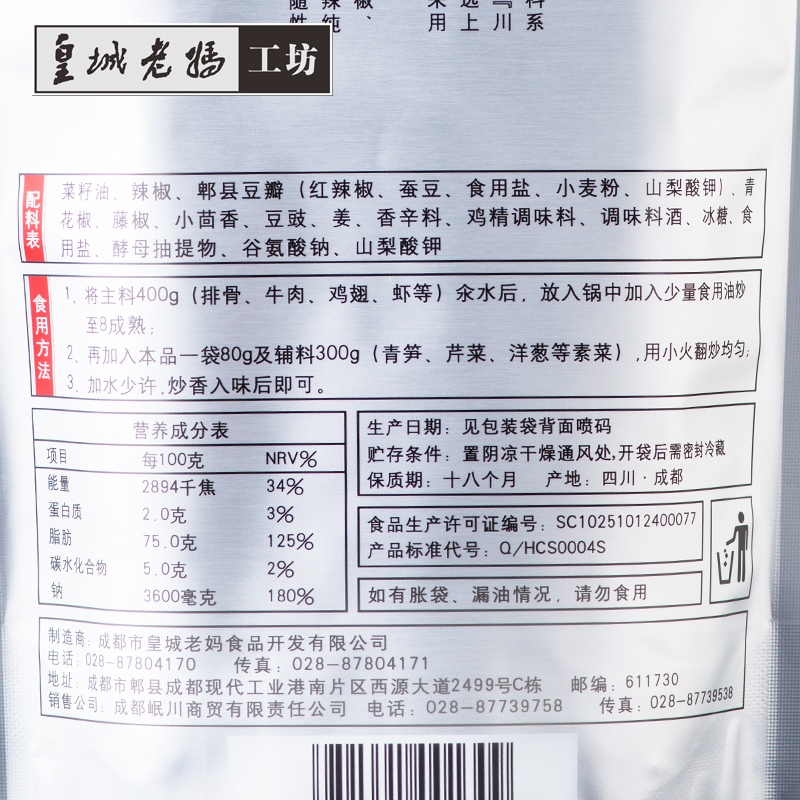 随辣椒
来选
料
性纯、
用上川系
皇城老妈 工坊
配料表
菜籽油、辣椒、郫县豆瓣（红辣椒、蚕豆、食用盐、小麦粉、山梨酸钾）、青
花椒、藤椒、小茴香、豆豉、姜、香辛料、鸡精调味料、调味料酒、冰糖、食
用盐、酵母抽提物、谷氨酸钠、山梨酸钾
食用方法
1、将主料400g（排骨、牛肉、鸡翅、虾等）汆水后，放入锅中加入少量食用油炒
至8成熟；
2、再加入本品一袋80g及辅料300g（青笋、芹菜、洋葱等素菜），用小火翻炒均匀；
3、加水少许，炒香入味后即可。
营养成分表
项目 每100克 NRV%
能量 2894千焦 34%
蛋白质 2.0克 3%
脂肪 75.0克 125%
碳水化合物 5.0克 2%
钠 3600毫克 180%
生产日期：见包装袋背面喷码
贮存条件：置阴凉干燥通风处,开袋后需密封冷藏
保质期：十八个月 产地：四川·成都
食品生产许可证编号：SC10251012400077
产品标准代号：Q/HCS0004S
如有胀袋、漏油情况，请勿食用
制造商：成都市皇城老妈食品开发有限公司
电话：028-87804170 传真：028-87804171
地址：成都市郫县成都现代工业港南片区西源大道2499号C栋 邮编：611730
销售公司：成都岷川商贸有限责任公司 电话：028-87739758 传真：028-87739538